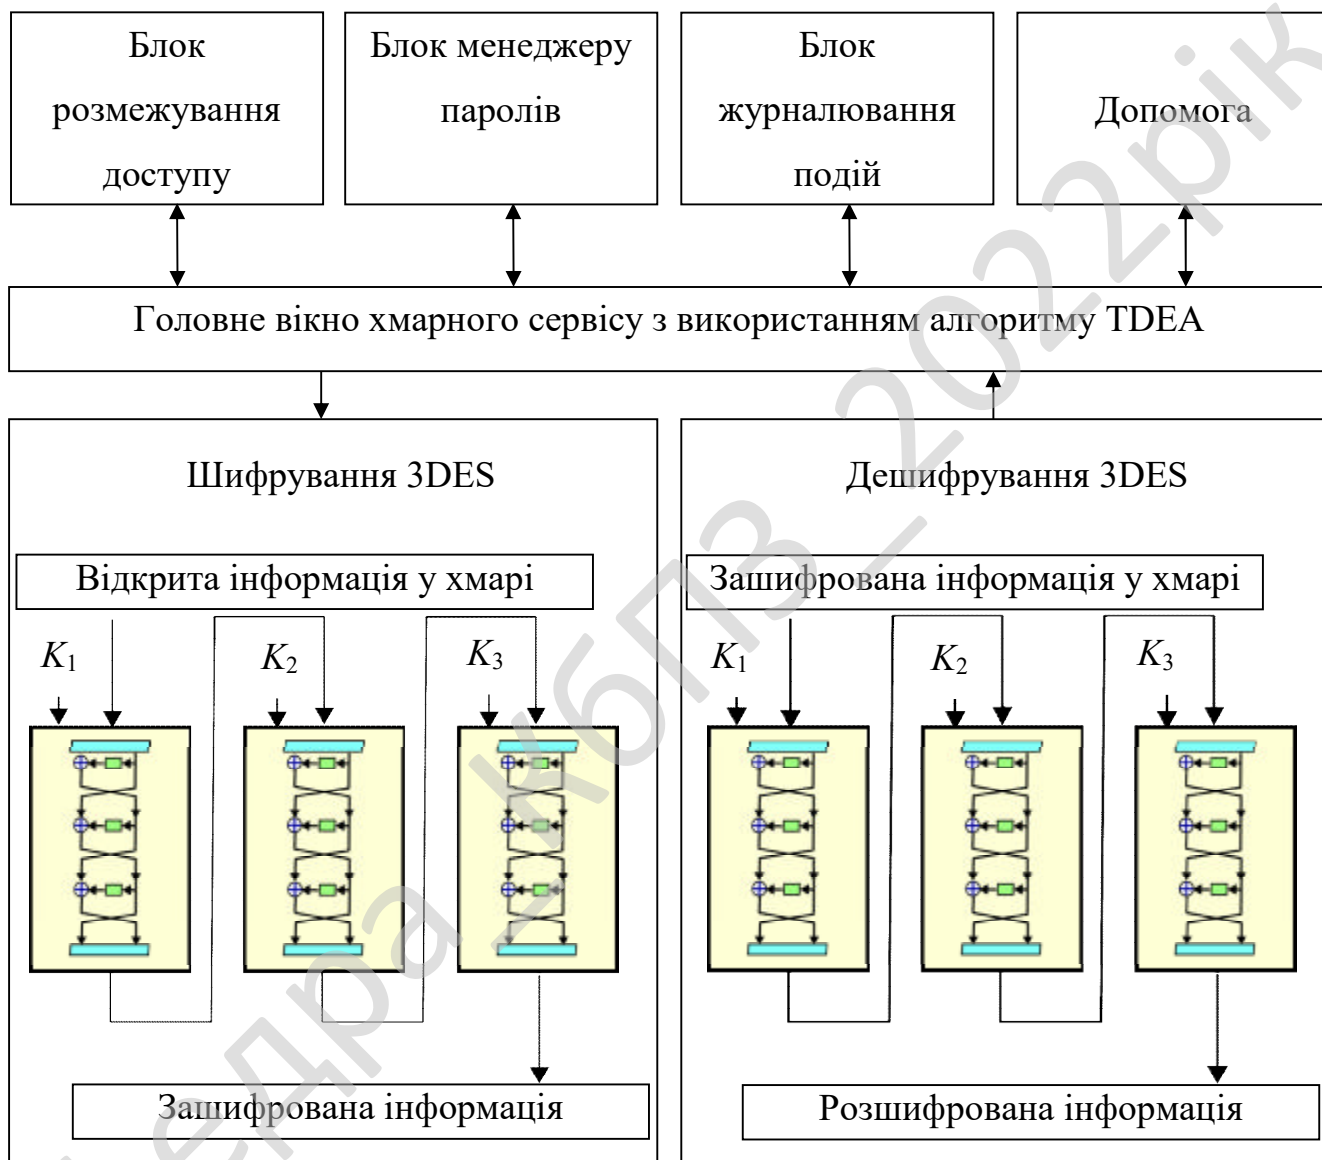 Блок
розмежування
доступу
Блок менеджеру
паролів
Блок
журналювання
подій
Допомога
Головне вікно хмарного сервісу з використанням алгоритму TDEA
Шифрування 3DES
Відкрита інформація у хмарі
K1
K2
K3
Зашифрована інформація
Дешифрування 3DES
Зашифрована інформація у хмарі
K1
K2
K3
Розшифрована інформація
едра_КбПЗ_2022рік